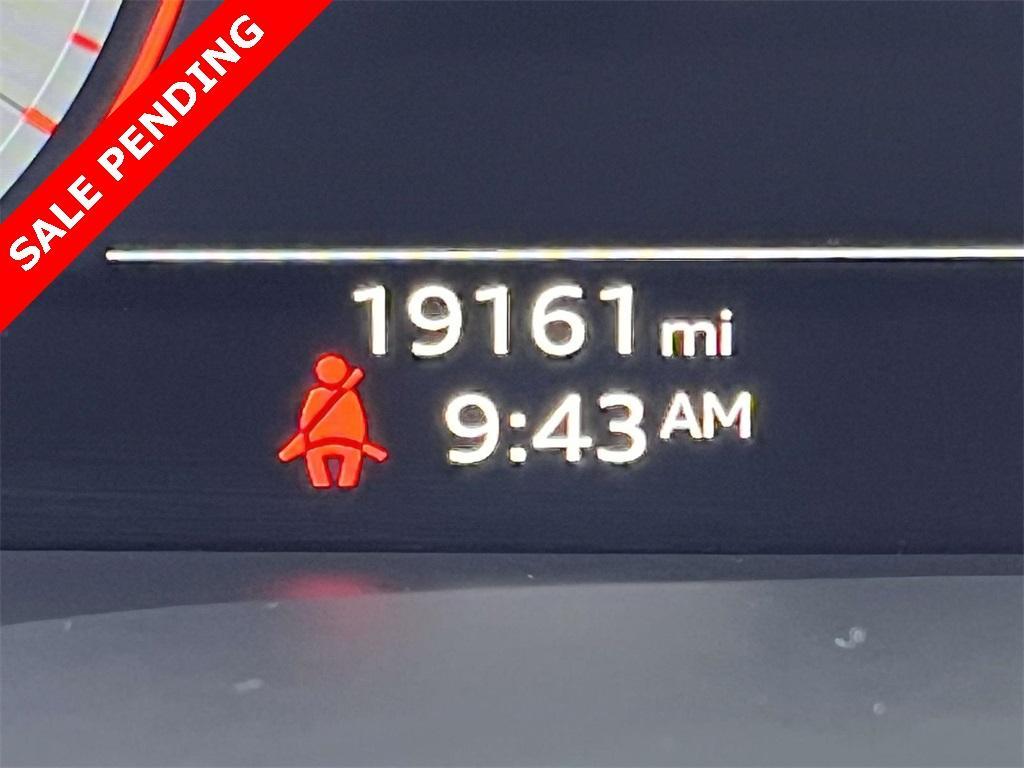 SALE PENDING
19161 mi
9:43 AM